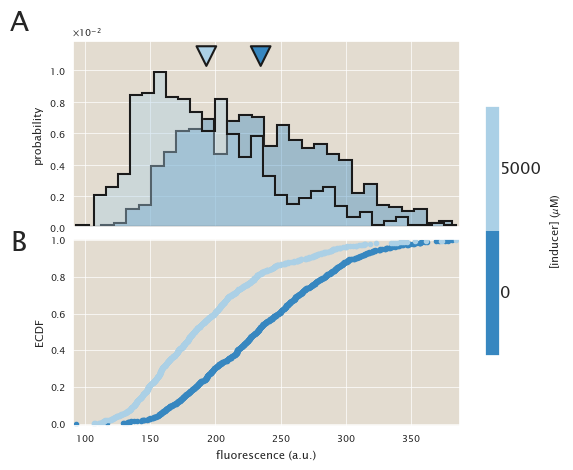 A
×10⁻²
1.0
0.8
0.6
0.4
0.2
0.0
probability
B
1.0
0.8
0.6
0.4
0.2
0.0
ECDF
100 150 200 250 300 350
fluorescence (a.u.)
5000
0
[inducer] (μM)